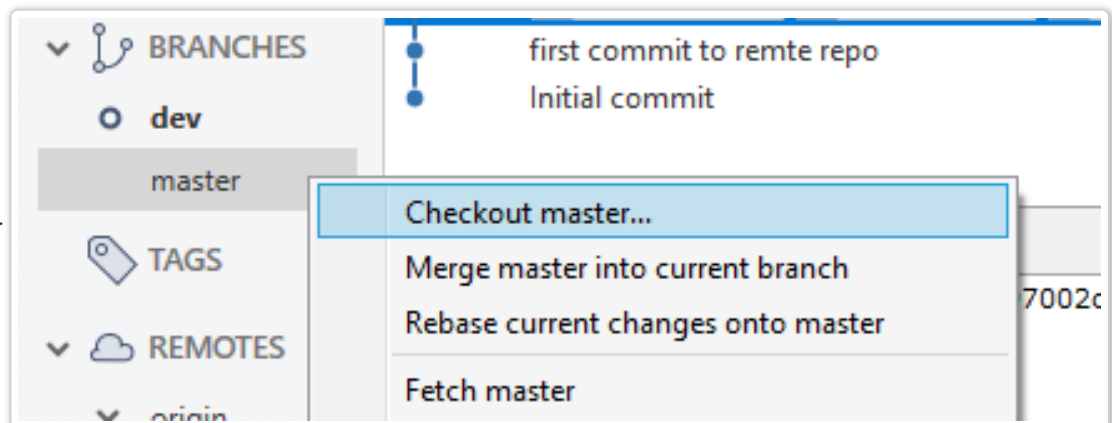 BRANCHES
dev
master
TAGS
REMOTES
origin
first commit to remte repo
Initial commit
Checkout master...
Merge master into current branch
Rebase current changes onto master
Fetch master
7002c